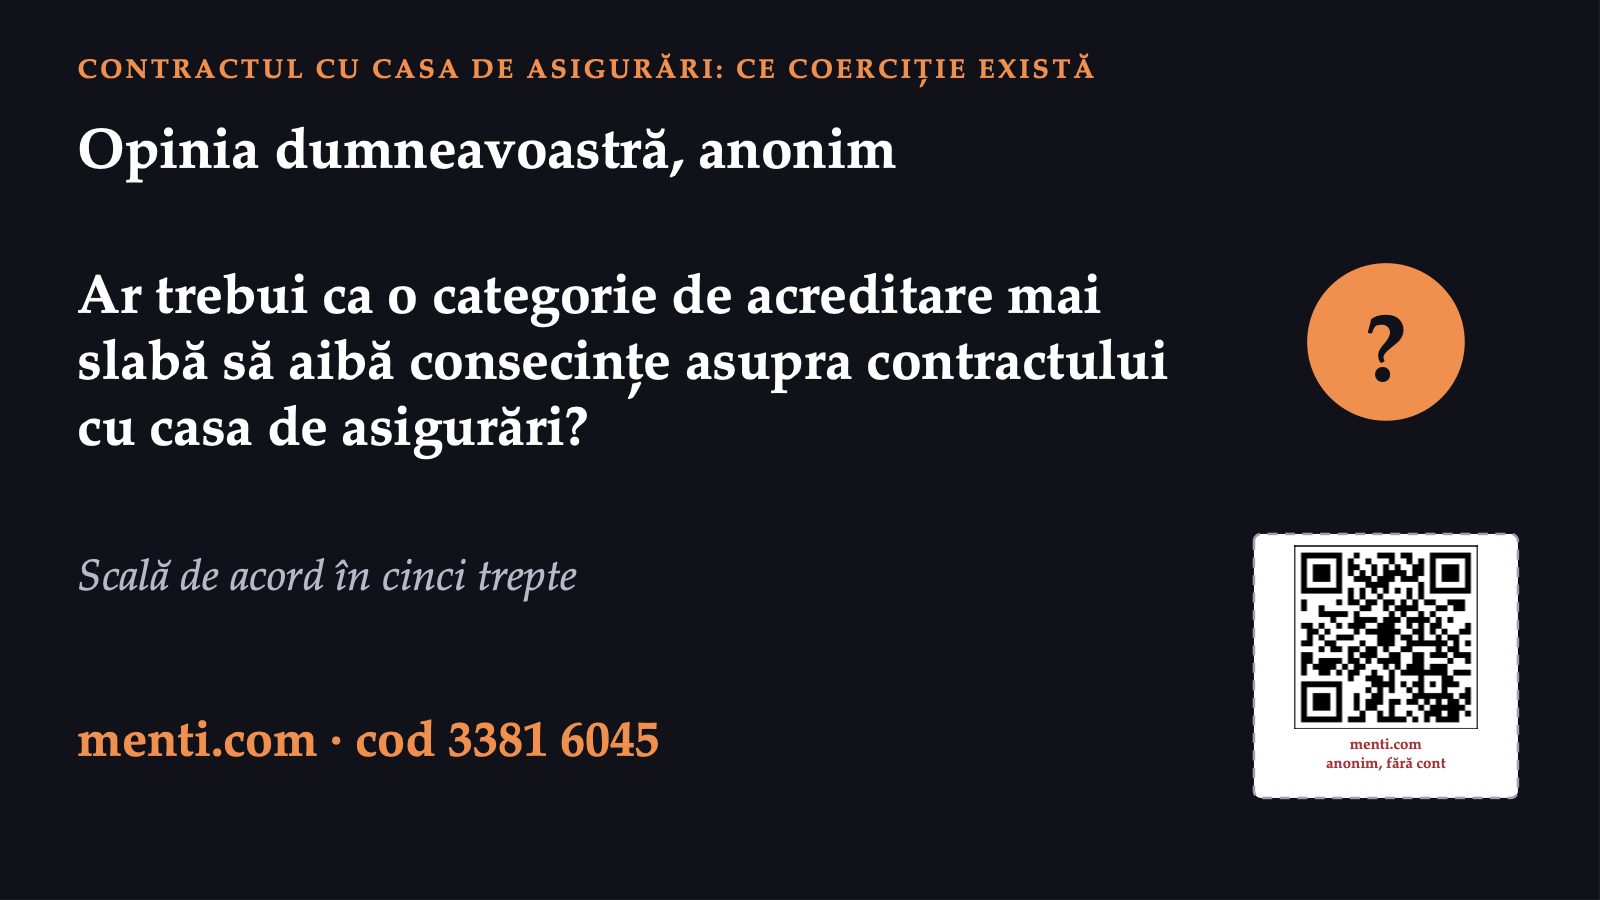 CONTRACTUL CU CASA DE ASIGURĂRI: CE COERCIȚIE EXISTĂ
Opinia dumneavoastră, anonim
Ar trebui ca o categorie de acreditare mai
slabă să aibă consecințe asupra contractului
cu casa de asigurări?
?
Scală de acord în cinci trepte
menti.com · cod 3381 6045
menti.com
anonim, fără cont